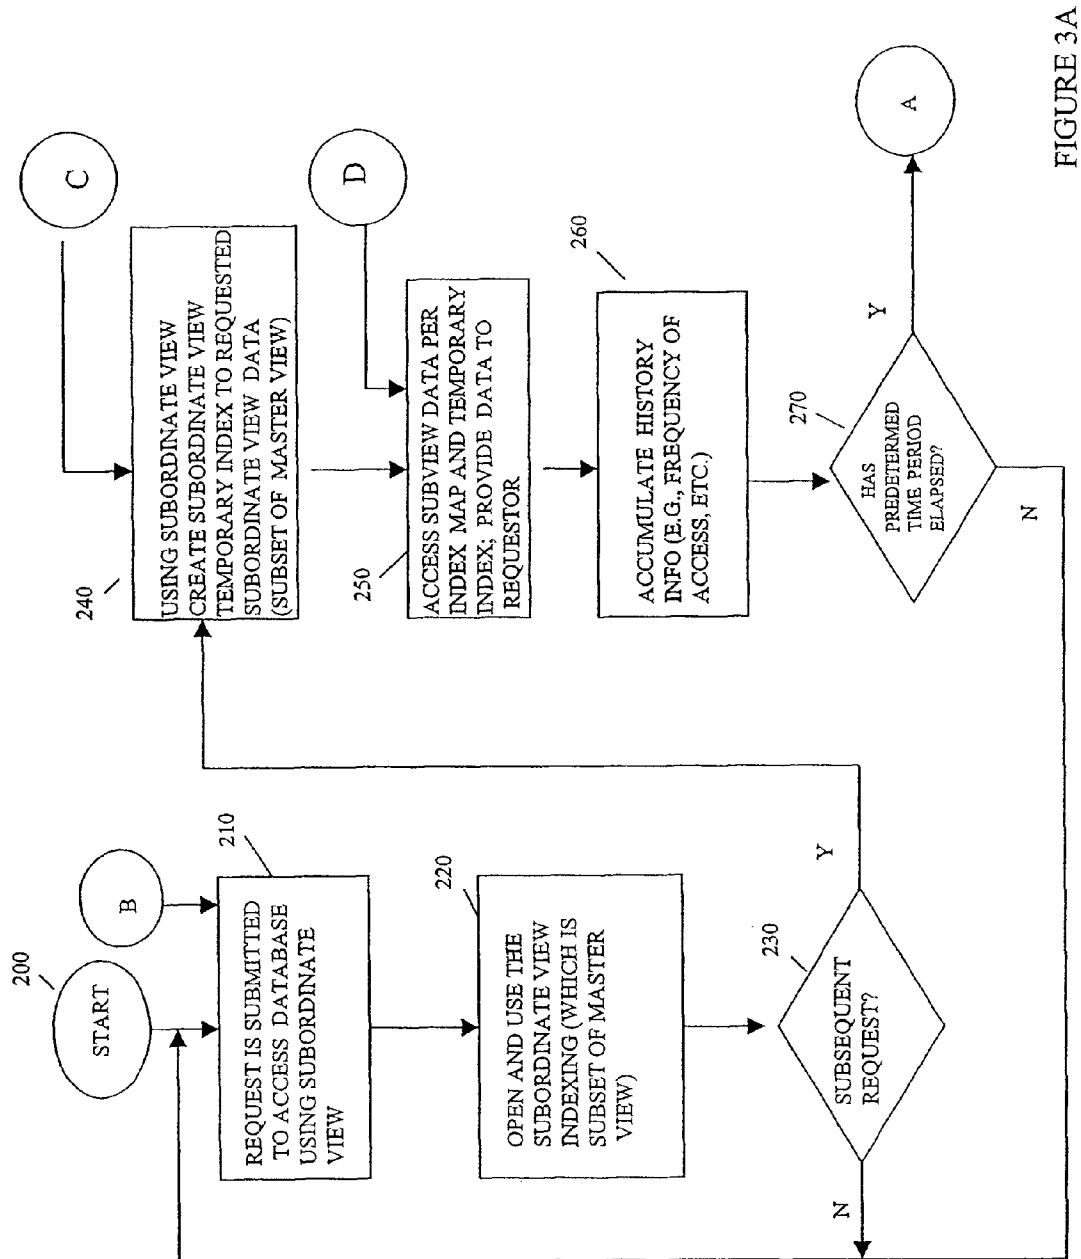 200
START
B
210
REQUEST IS SUBMITTED
TO ACCESS DATABASE
USING SUBORDINATE
VIEW
220
OPEN AND USE THE
SUBORDINATE VIEW
INDEXING (WHICH IS
SUBSET OF MASTER
VIEW)
230
SUBSEQUENT
REQUEST?
N
Y
C
240
USING SUBORDINATE VIEW
CREATE SUBORDINATE VIEW
TEMPORARY INDEX TO REQUESTED
SUBORDINATE VIEW DATA
(SUBSET OF MASTER VIEW)
D
250
ACCESS SUBVIEW DATA PER
INDEX MAP AND TEMPORARY
INDEX; PROVIDE DATA TO
REQUESTOR
260
ACCUMULATE HISTORY
INFO (E.G., FREQUENCY OF
ACCESS, ETC.)
270
HAS
PREDETERMED
TIME PERIOD
ELAPSED?
Y
N
A
FIGURE 3A